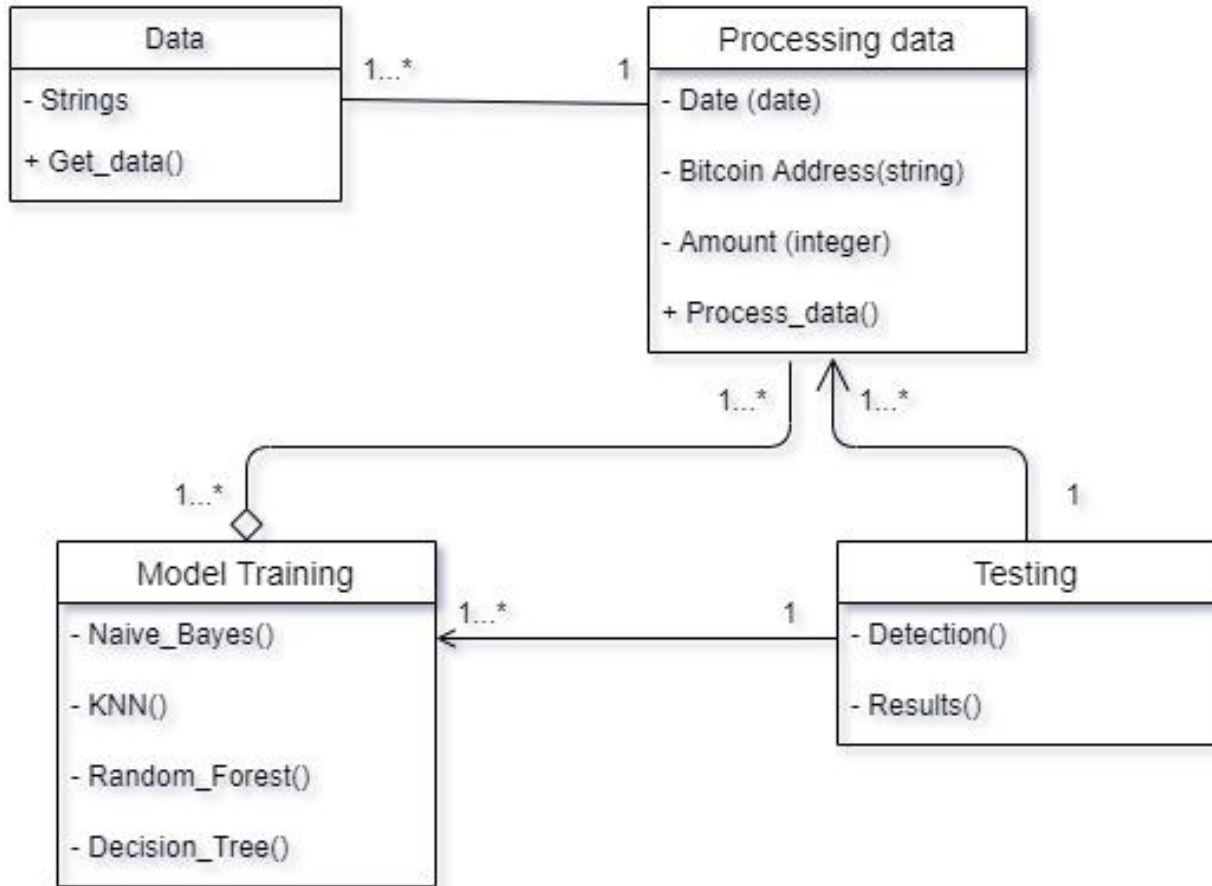 Data
- Strings
+ Get_data()
1...*
1
Processing data
- Date (date)
- Bitcoin Address(string)
- Amount (integer)
+ Process_data()
1...*
1...*
1...*
1
Model Training
- Naive_Bayes()
- KNN()
- Random_Forest()
- Decision_Tree()
1...*
1
Testing
- Detection()
- Results()